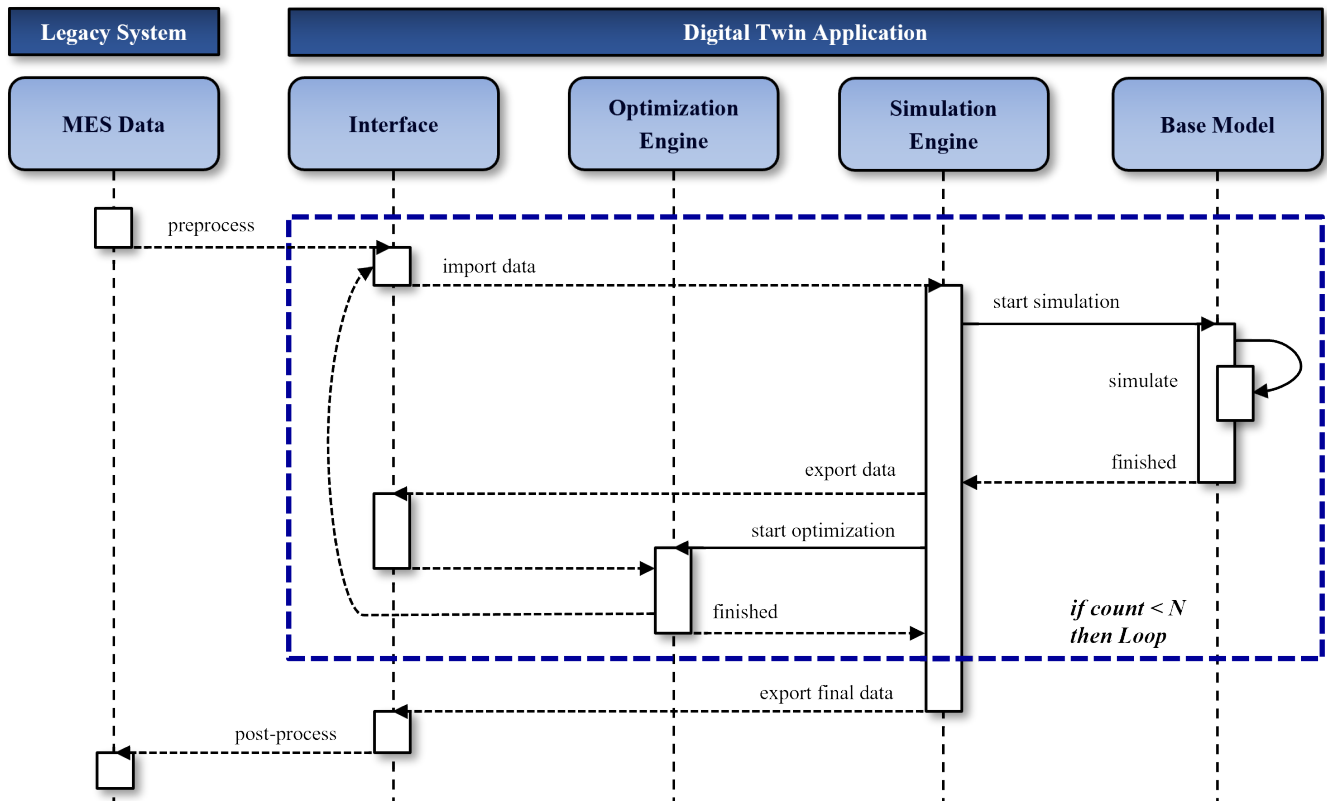 Legacy System
Digital Twin Application
MES Data
Interface
Optimization
Engine
Simulation
Engine
Base Model
preprocess
import data
start simulation
simulate
finished
export data
start optimization
finished
if count < N
then Loop
export final data
post-process